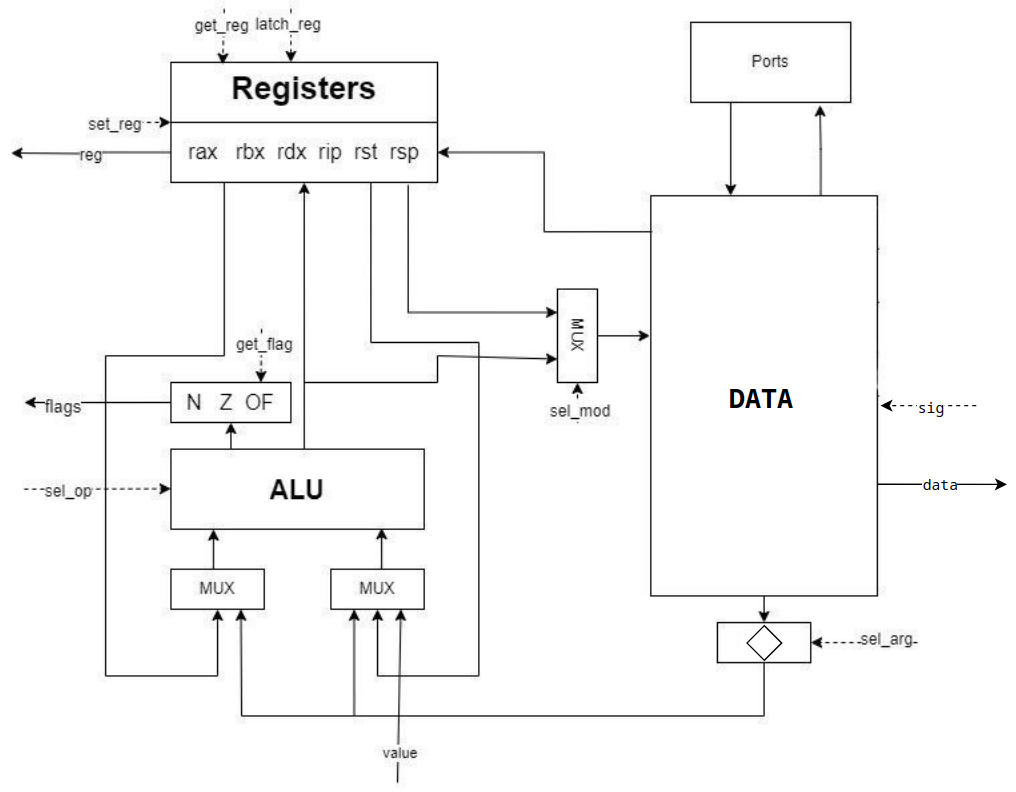 get_reg latch_reg
Registers
Ports
set_reg
reg
rax rbx rdx rip rst rsp
MUX
get_flag
N Z OF
flags
sel_mod
DATA
sig
sel_op
ALU
data
MUX
MUX
sel_arg
value